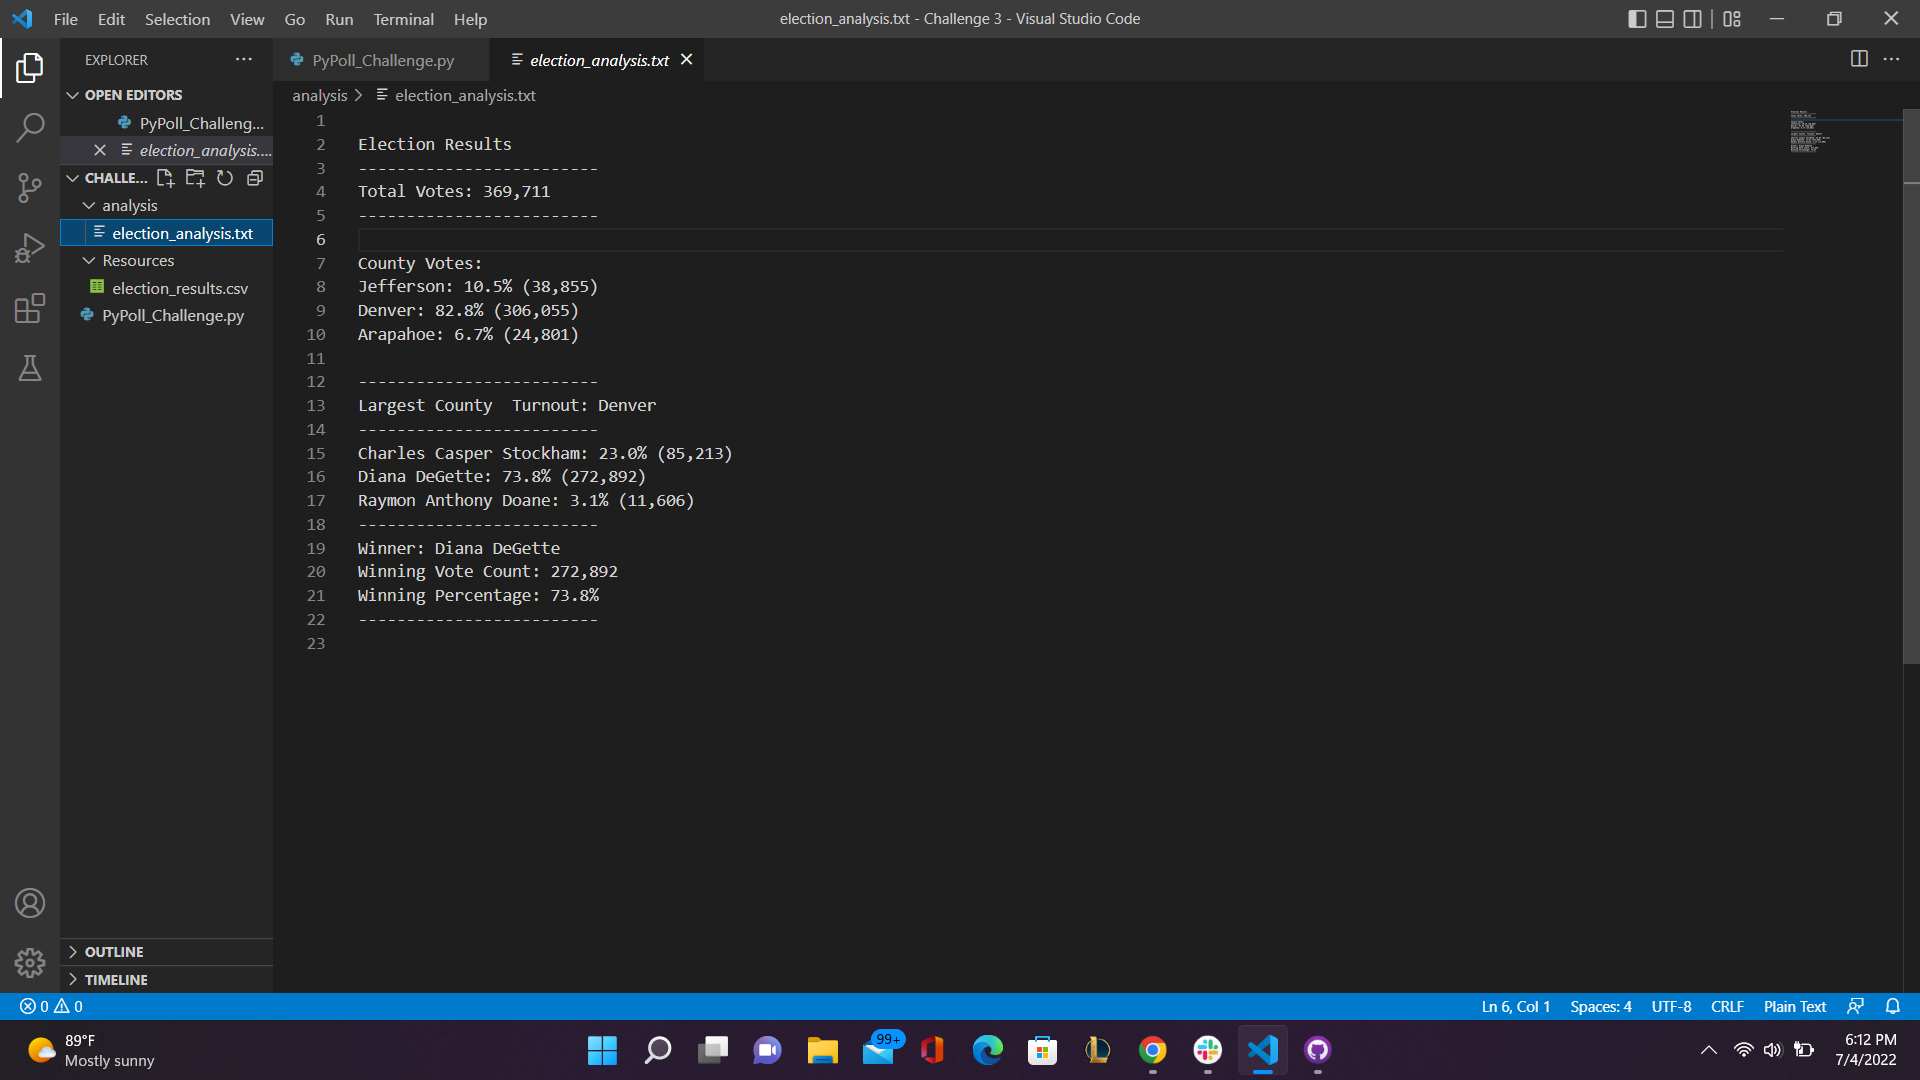 File Edit Selection View Go Run Terminal Help
election_analysis.txt - Challenge 3 - Visual Studio Code
EXPLORER
OPEN EDITORS
PyPoll_Challeng...
election_analysis....
CHALLE...
analysis
election_analysis.txt
Resources
election_results.csv
PyPoll_Challenge.py
OUTLINE
TIMELINE
PyPoll_Challenge.py election_analysis.txt
analysis > election_analysis.txt
1
2 Election Results
3 -------------------------
4 Total Votes: 369,711
5 -------------------------
6
7 County Votes:
8 Jefferson: 10.5% (38,855)
9 Denver: 82.8% (306,055)
10 Arapahoe: 6.7% (24,801)
11
12 -------------------------
13 Largest County  Turnout: Denver
14 -------------------------
15 Charles Casper Stockham: 23.0% (85,213)
16 Diana DeGette: 73.8% (272,892)
17 Raymon Anthony Doane: 3.1% (11,606)
18 -------------------------
19 Winner: Diana DeGette
20 Winning Vote Count: 272,892
21 Winning Percentage: 73.8%
22 -------------------------
23
0 0
Ln 6, Col 1 Spaces: 4 UTF-8 CRLF Plain Text
89°F
Mostly sunny
99+
6:12 PM
7/4/2022